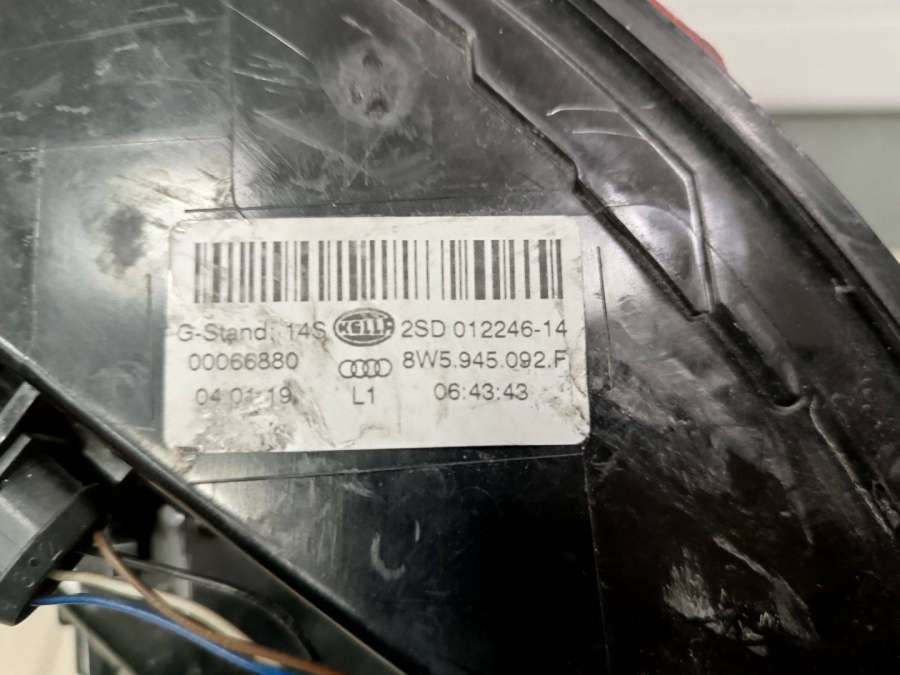 G-Stand: 14S HELLA 2SD 012246-14
00066880 8W5.945.092.F
04.01.19 L1 06:43:43